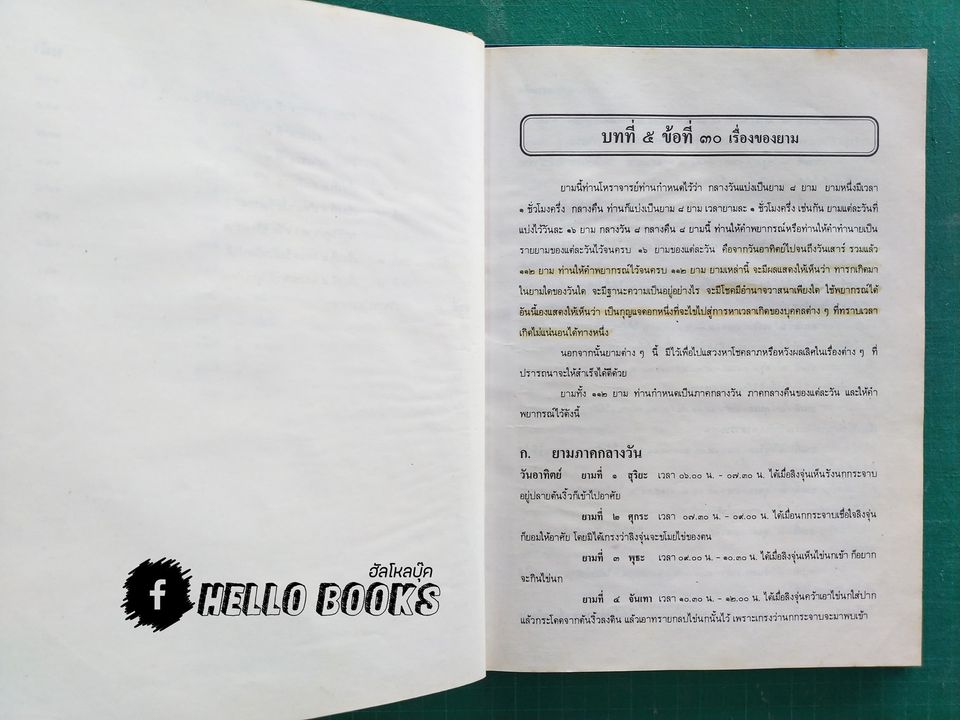 บทที่ ๕ ข้อที่ ๓๐ เรื่องของยาม
ยามนี้ท่านโหราจารย์ท่านกำหนดไว้ว่า กลางวันแบ่งเป็นยาม ๘ ยาม ยามหนึ่งมีเวลา
๑ ชั่วโมงครึ่ง กลางคืน ท่านก็แบ่งเป็นยาม ๘ ยาม เวลายามละ ๑ ชั่วโมงครึ่ง เช่นกัน ยามแต่ละวันที่
แบ่งไว้วันละ ๑๖ ยาม กลางวัน ๘ กลางคืน ๘ ยามนี้ ท่านให้คำพยากรณ์หรือท่านให้คำทำนายเป็น
รายยามของแต่ละวันไว้จนครบ ๑๖ ยามของแต่ละวัน คือจากวันอาทิตย์ไปจนถึงวันเสาร์ รวมแล้ว
๑๑๒ ยาม ท่านให้คำพยากรณ์ไว้จนครบ ๑๑๒ ยาม ยามเหล่านี้ จะมีผลแสดงให้เห็นว่า ทารกเกิดมา
ในยามใดของวันใด จะมีฐานะความเป็นอยู่อย่างไร จะมีโชคมีอำนาจวาสนาเพียงใด ใช้พยากรณ์ได้
อันนี้เองแสดงให้เห็นว่า เป็นกุญแจดอกหนึ่งที่จะไขไปสู่การหาเวลาเกิดของบุคคลต่าง ๆ ที่ทราบเวลา
เกิดไม่แน่นอนได้ทางหนึ่ง
นอกจากนั้นยามต่าง ๆ นี้ มีไว้เพื่อไปแสวงหาโชคลาภหรือหวังผลเลิศในเรื่องต่าง ๆ ที่
ปรารถนาจะให้สำเร็จได้ดีด้วย
ยามทั้ง ๑๑๒ ยาม ท่านกำหนดเป็นภาคกลางวัน ภาคกลางคืนของแต่ละวัน และให้คำ
พยากรณ์ไว้ดังนี้
ก. ยามภาคกลางวัน
วันอาทิตย์ ยามที่ ๑ สุริยะ เวลา ๐๖.๐๐ น. - ๐๗.๓๐ น. ได้เมื่อลิงจุ่นเห็นรังนกกระจาบ
อยู่ปลายต้นงิ้วก็เข้าไปอาศัย
ยามที่ ๒ ศุกระ เวลา ๐๗.๓๐ น. - ๐๙.๐๐ น. ได้เมื่อนกกระจาบเชื่อใจลิงจุ่น
ก็ยอมให้อาศัย โดยมิได้เกรงว่าลิงจุ่นจะขโมยไข่ของตน
ยามที่ ๓ พุธะ เวลา ๐๙.๐๐ น. - ๑๐.๓๐ น. ได้เมื่อลิงจุ่นเห็นไข่นกเข้า ก็อยาก
จะกินไข่นก
ยามที่ ๔ จันเทา เวลา ๑๐.๓๐ น. - ๑๒.๐๐ น. ได้เมื่อลิงจุ่นคว้าเอาไข่นกใส่ปาก
แล้วกระโดดจากต้นงิ้วลงดิน แล้วเอาทรายกลบไข่นกนั้นไว้ เพราะเกรงว่านกกระจาบจะมาพบเข้า
ฮัลโหลบุ๊ค
f HELLO BOOKS